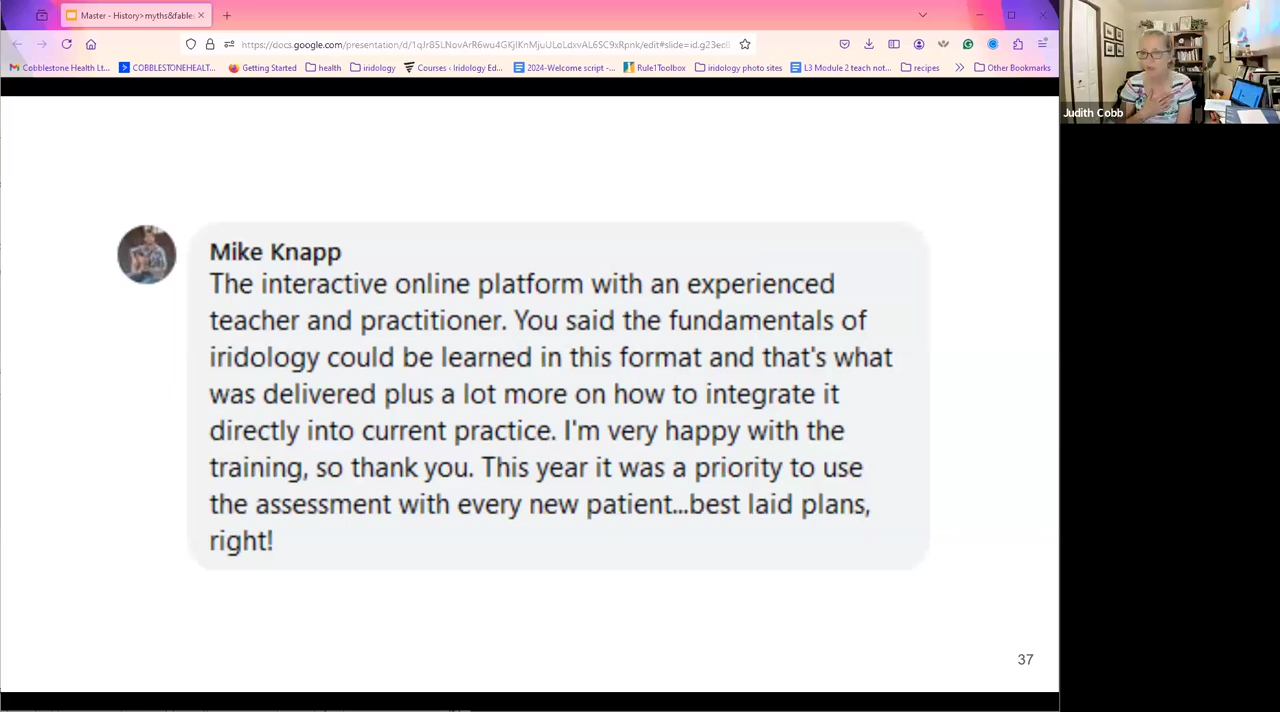 Master - History>myths&fable
https://docs.google.com/presentation/d/
Cobblestone Health Lt...
COBBLESTONE HEALT...
Getting Started
health
iridology
Courses - Iridology Ed...
2024-Welcome script -...
Rule1Toolbox
iridology photo sites
L3 Module 2 teach not...
recipes
Other Bookmarks
Judith Cobb
Mike Knapp
The interactive online platform with an experienced
teacher and practitioner. You said the fundamentals of
iridology could be learned in this format and that's what
was delivered plus a lot more on how to integrate it
directly into current practice. I'm very happy with the
training, so thank you. This year it was a priority to use
the assessment with every new patient...best laid plans,
right!
37